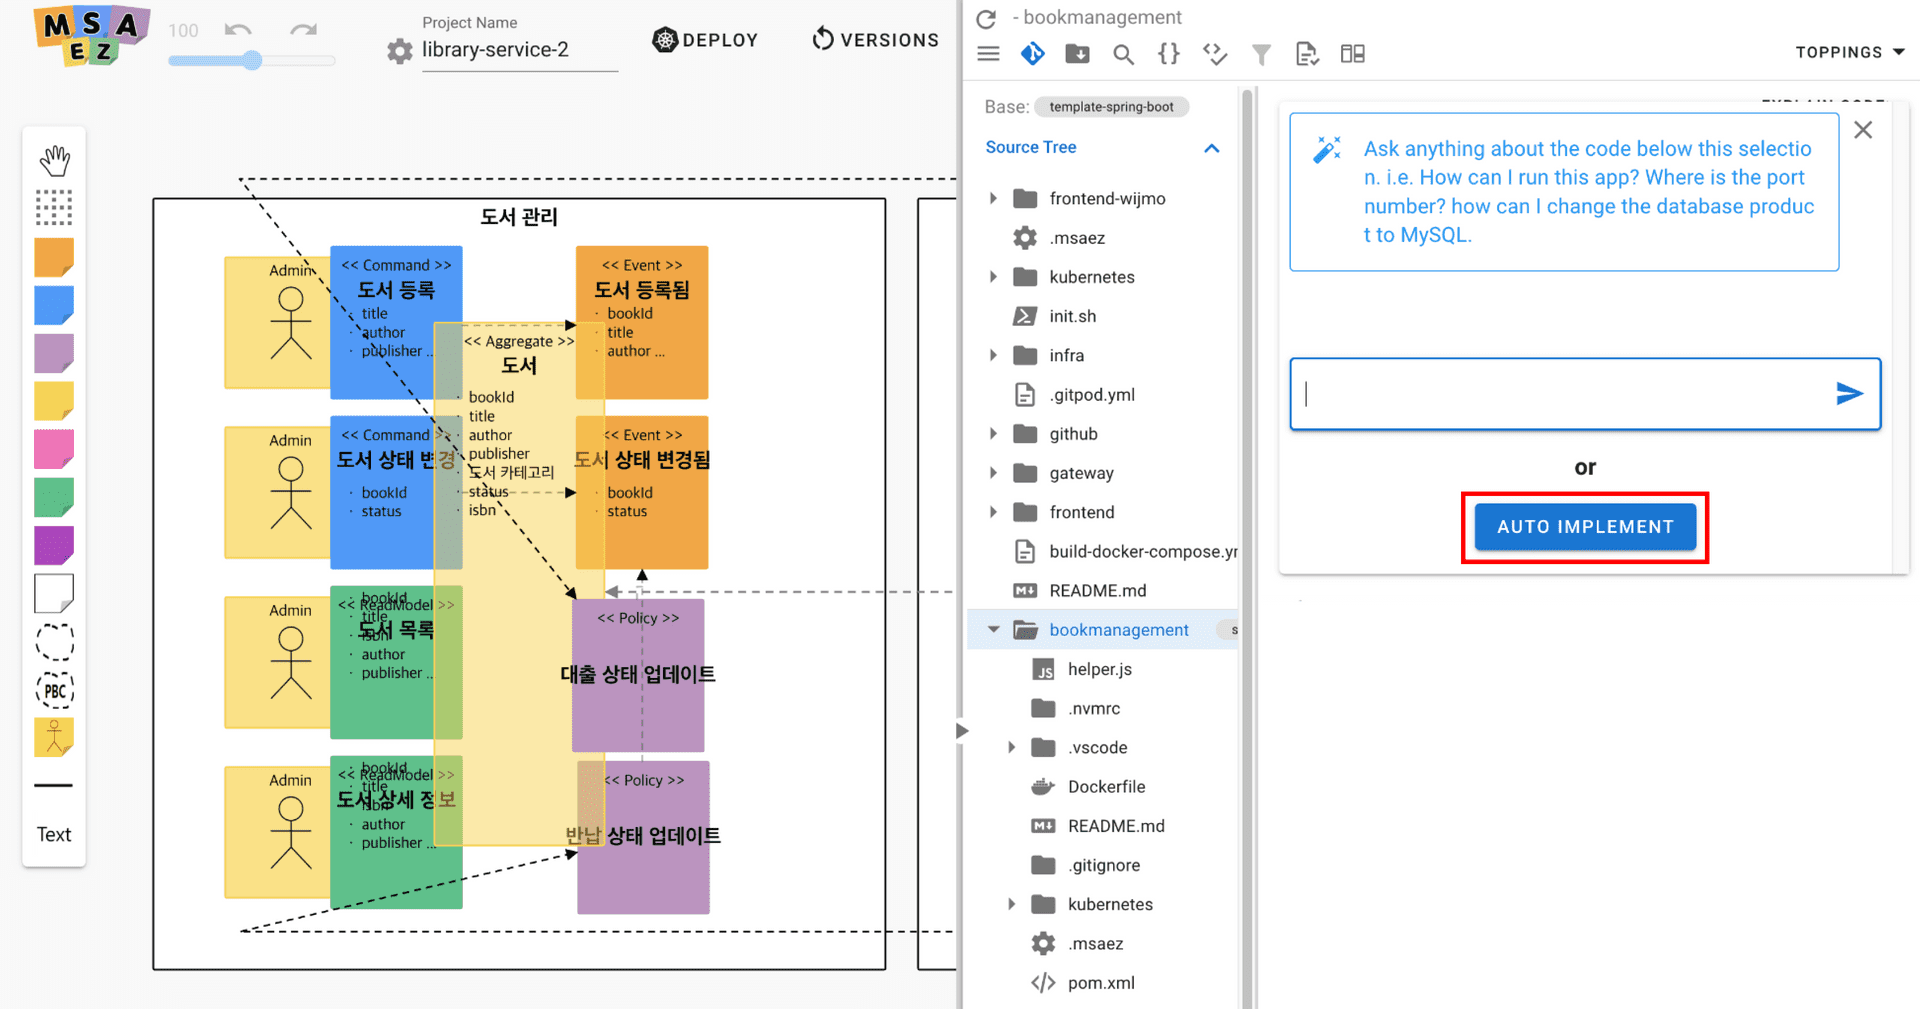 MSA
EZ
100
Project Name
library-service-2
DEPLOY
VERSIONS
- bookmanagement
TOPPINGS
Base: template-spring-boot
Source Tree
frontend-wijmo
.msaez
kubernetes
init.sh
infra
.gitpod.yml
github
gateway
frontend
build-docker-compose.yr
README.md
bookmanagement
s
helper.js
.nvmrc
.vscode
Dockerfile
README.md
.gitignore
kubernetes
.msaez
pom.xml
EXPLAIN CODE
Ask anything about the code below this selectio
n. i.e. How can I run this app? Where is the port
number? how can I change the database produc
t to MySQL.
or
AUTO IMPLEMENT
PBC
Text
도서 관리
Admin
<< Command >>
도서 등록
· title
· author
· publisher ...
<< Aggregate >>
도서
· bookId
· title
· author
· publisher
· 도서 카테고리
· status
· isbn
<< Event >>
도서 등록됨
· bookId
· title
· author ...
Admin
<< Command >>
도서 상태 변경
· bookId
· status
<< Event >>
도서 상태 변경됨
· bookId
· status
Admin
<< ReadModel >>
도서 목록
· bookId
· title
· isbn
· author
· publisher ...
<< Policy >>
대출 상태 업데이트
Admin
<< ReadModel >>
도서 상세 정보
· bookId
· title
· isbn
· author
· publisher ...
<< Policy >>
반납 상태 업데이트